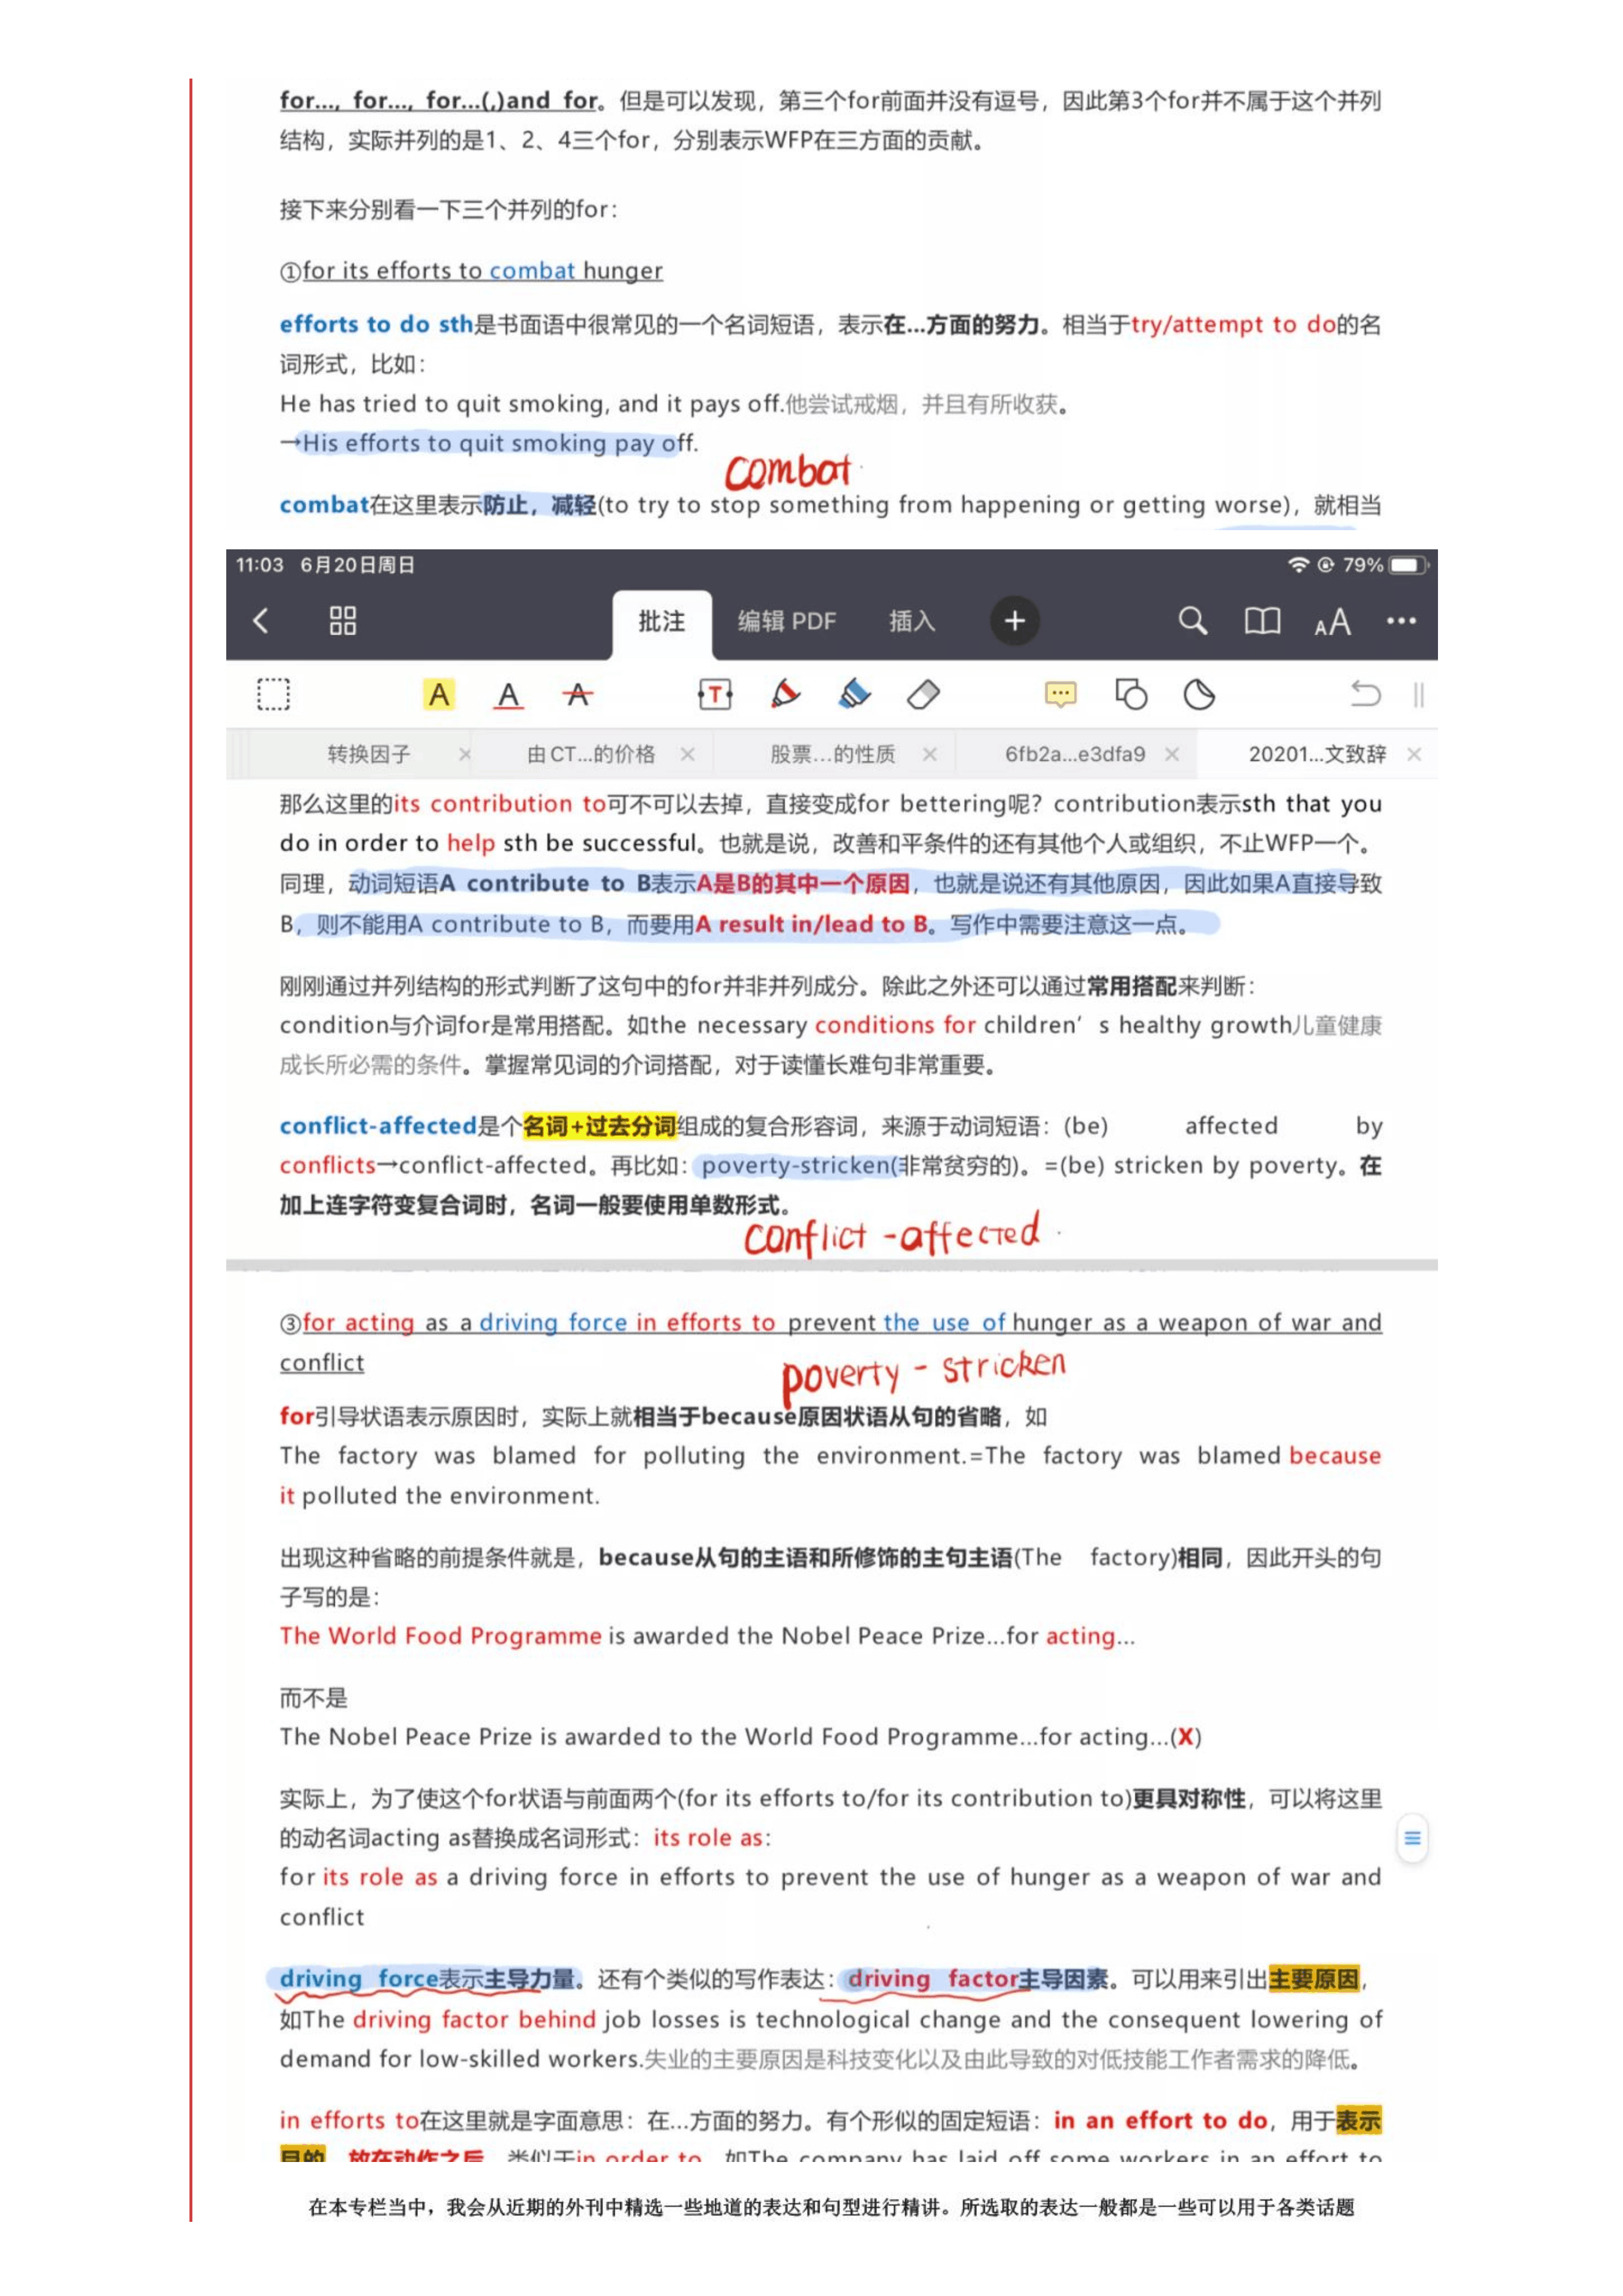 for..., for..., for...(,)and for。但是可以发现，第三个for前面并没有逗号，因此第3个for并不属于这个并列
结构，实际并列的是1、2、4三个for，分别表示WFP在三方面的贡献。
接下来分别看一下三个并列的for：
①for its efforts to combat hunger
efforts to do sth是书面语中很常见的一个名词短语，表示在...方面的努力。相当于try/attempt to do的名
词形式，比如：
He has tried to quit smoking, and it pays off.他尝试戒烟，并且有所收获。
→His efforts to quit smoking pay off.
combat
combat在这里表示防止，减轻(to try to stop something from happening or getting worse)，就相当
11:03 6月20日周日 79%
批注 编辑 PDF 插入
转换因子 由 CT...的价格 股票...的性质 6fb2a...e3dfa9 20201...文致辞
那么这里的its contribution to可不可以去掉，直接变成for bettering呢？contribution表示sth that you
do in order to help sth be successful。也就是说，改善和平条件的还有其他个人或组织，不止WFP一个。
同理，动词短语A contribute to B表示A是B的其中一个原因，也就是说还有其他原因，因此如果A直接导致
B，则不能用A contribute to B，而要用A result in/lead to B。写作中需要注意这一点。
刚刚通过并列结构的形式判断了这句中的for并非并列成分。除此之外还可以通过常用搭配来判断：
condition与介词for是常用搭配。如the necessary conditions for children’s healthy growth儿童健康
成长所必需的条件。掌握常见词的介词搭配，对于读懂长难句非常重要。
conflict-affected是个名词+过去分词组成的复合形容词，来源于动词短语：(be) affected by
conflicts→conflict-affected。再比如：poverty-stricken(非常贫穷的)。=(be) stricken by poverty。在
加上连字符变复合词时，名词一般要使用单数形式。
conflict-affected
③for acting as a driving force in efforts to prevent the use of hunger as a weapon of war and
conflict
poverty-stricken
for引导状语表示原因时，实际上就相当于because原因状语从句的省略，如
The factory was blamed for polluting the environment.=The factory was blamed because
it polluted the environment.
出现这种省略的前提条件就是，because从句的主语和所修饰的主句主语(The factory)相同，因此开头的句
子写的是：
The World Food Programme is awarded the Nobel Peace Prize...for acting...
而不是
The Nobel Peace Prize is awarded to the World Food Programme...for acting...(X)
实际上，为了使这个for状语与前面两个(for its efforts to/for its contribution to)更具对称性，可以将这里
的动名词acting as替换成名词形式：its role as:
for its role as a driving force in efforts to prevent the use of hunger as a weapon of war and
conflict
driving force表示主导力量。还有个类似的写作表达：driving factor主导因素。可以用来引出主要原因，
如The driving factor behind job losses is technological change and the consequent lowering of
demand for low-skilled workers.失业的主要原因是科技变化以及由此导致的对低技能工作者需求的降低。
in efforts to在这里就是字面意思：在...方面的努力。有个形似的固定短语：in an effort to do，用于表示
目的，放在动作之后，类似于in order to。如The company has laid off some workers in an effort to
在本专栏当中，我会从近期的外刊中精选一些地道的表达和句型进行精讲。所选取的表达一般都是一些可以用于各类话题